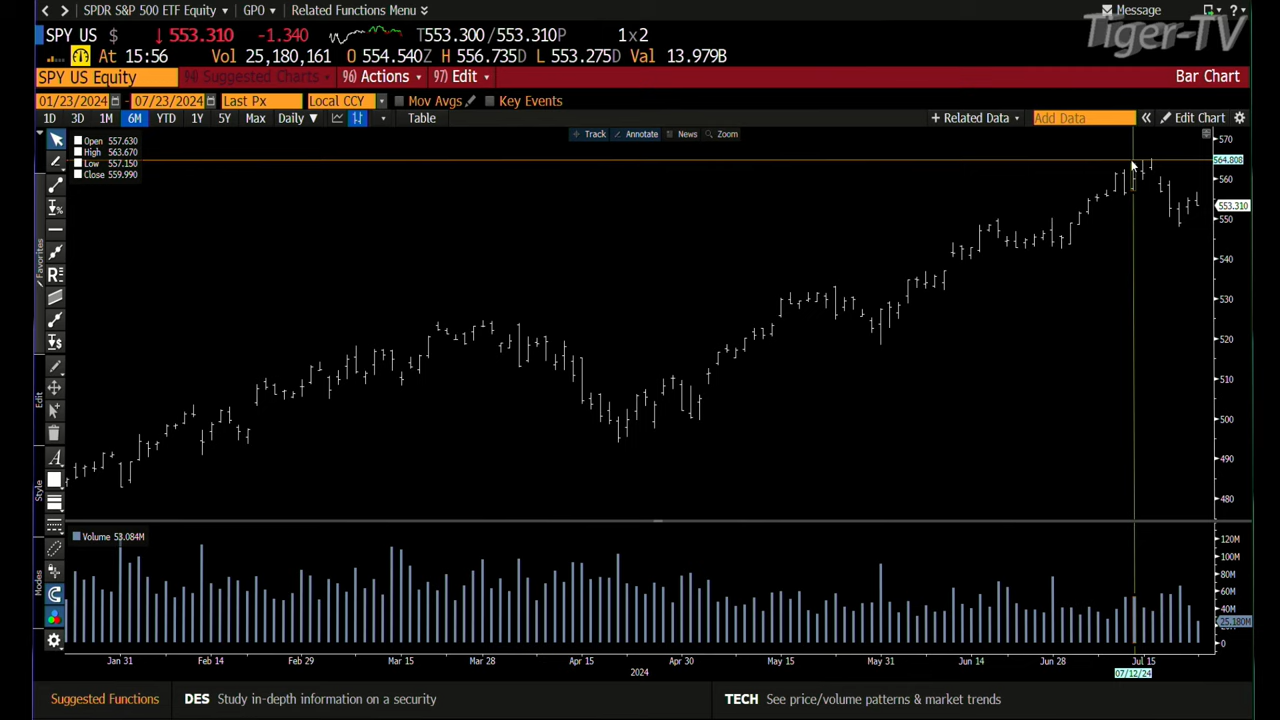 SPDR S&P 500 ETF Equity GPO Related Functions Menu Message ?
Tiger-TV
SPY US $ ↓ 553.310 -1.340 T553.300/553.310P 1x2
At 15:56 Vol 25,180,161 O 554.540Z H 556.735D L 553.275D Val 13.979B
SPY US Equity 94) Suggested Charts 96) Actions 97) Edit Bar Chart
01/23/2024 - 07/23/2024 Last Px Local CCY Mov Avgs Key Events
1D 3D 1M 6M YTD 1Y 5Y Max Daily ▼ Table + Related Data Add Data « Edit Chart
Track Annotate News Zoom
Open 557.630
High 563.670
Low 557.150
Close 559.990
570
564.808
560
553.310
550
540
530
520
510
500
490
480
Favorites
Edit
Style
Modes
Volume 53.084M
120M
100M
80M
60M
40M
25.180M
0
Jan 31 Feb 14 Feb 29 Mar 15 Mar 28 Apr 15 Apr 30 May 15 May 31 Jun 14 Jun 28 Jul 15
2024 07/12/24
Suggested Functions DES Study in-depth information on a security TECH See price/volume patterns & market trends